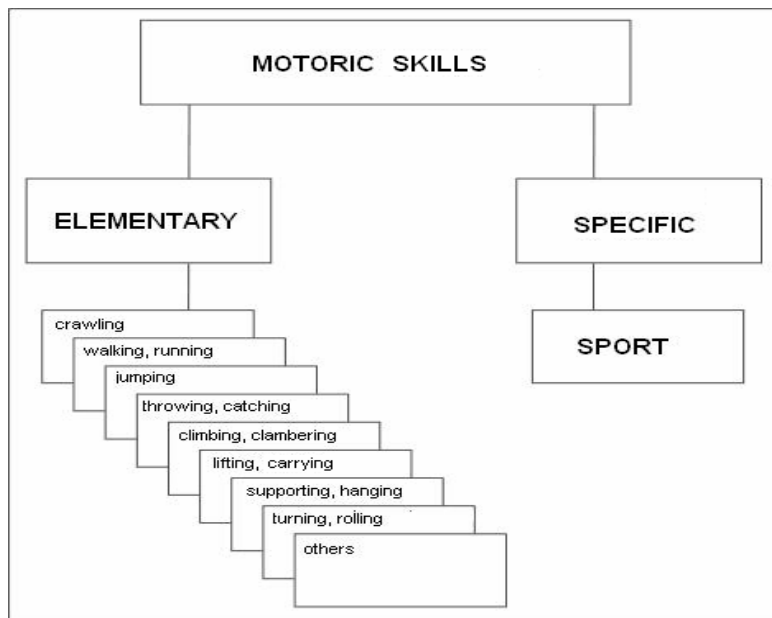 MOTORIC SKILLS
ELEMENTARY
SPECIFIC
SPORT
crawling
walking, running
jumping
throwing, catching
climbing, clambering
lifting, carrying
supporting, hanging
turning, rolling
others